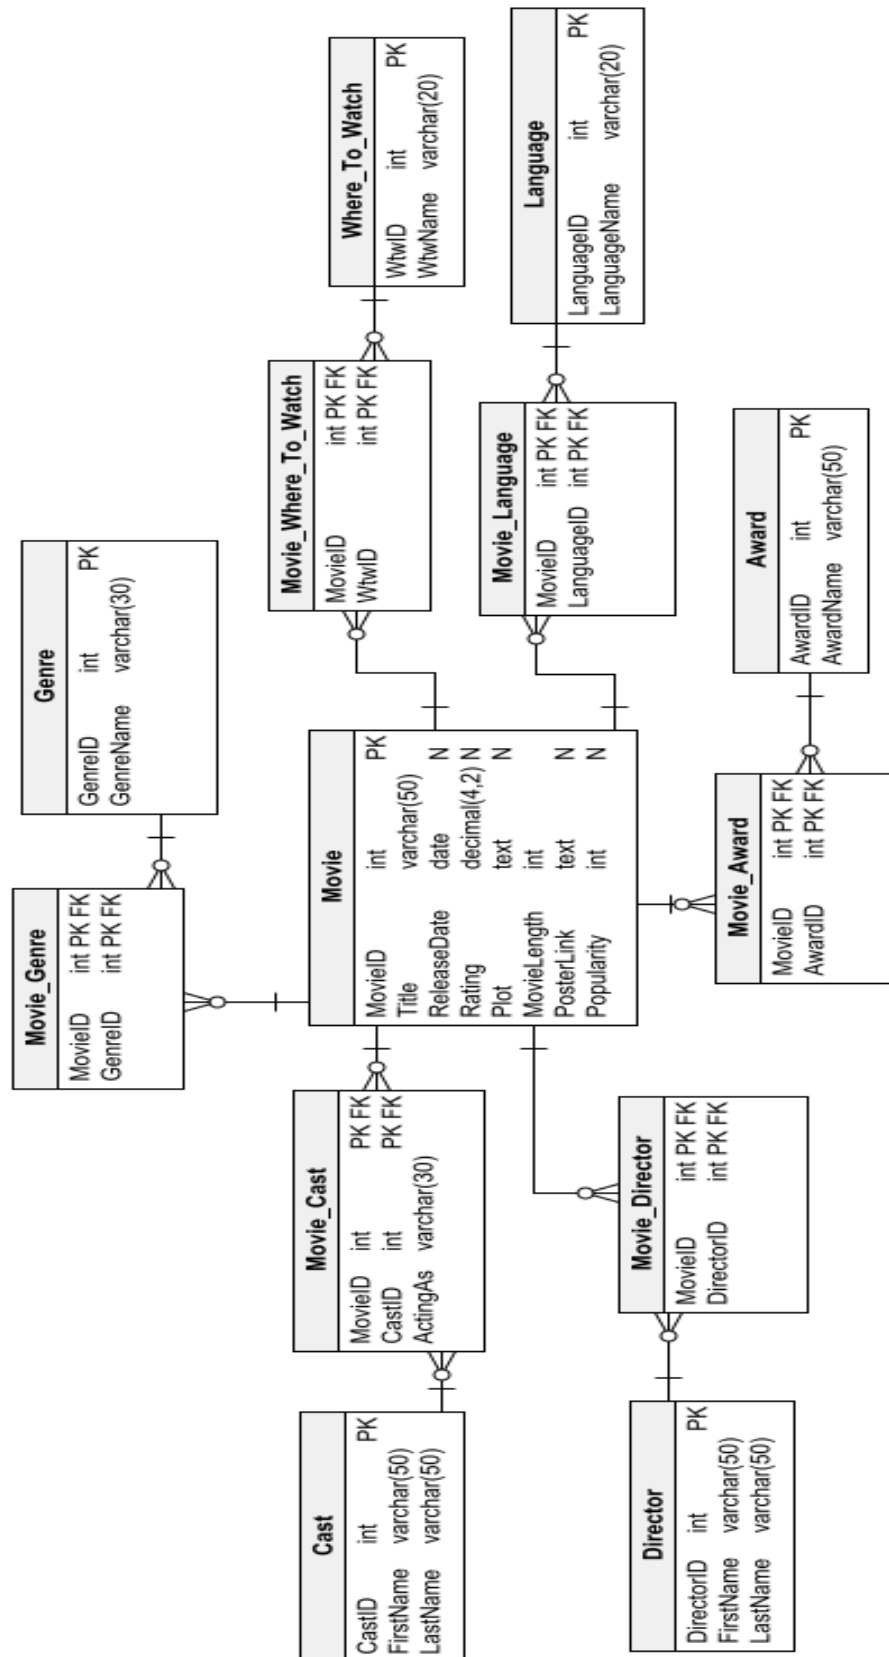 Cast
CastID int PK
FirstName varchar(50)
LastName varchar(50)
Director
DirectorID int PK
FirstName varchar(50)
LastName varchar(50)
Movie_Cast
MovieID int PK FK
CastID int PK FK
ActingAs varchar(30)
Movie_Director
MovieID int PK FK
DirectorID int PK FK
Movie_Genre
MovieID int PK FK
GenreID int PK FK
Movie
MovieID int PK
Title varchar(50)
ReleaseDate date N
Rating decimal(4,2) N
Plot text N
MovieLength int
PosterLink text N
Popularity int N
Movie_Award
MovieID int PK FK
AwardID int PK FK
Genre
GenreID int PK
GenreName varchar(30)
Movie_Where_To_Watch
MovieID int PK FK
WtwID int PK FK
Movie_Language
MovieID int PK FK
LanguageID int PK FK
Award
AwardID int PK
AwardName varchar(50)
Where_To_Watch
WtwID int PK
WtwName varchar(20)
Language
LanguageID int PK
LanguageName varchar(20)